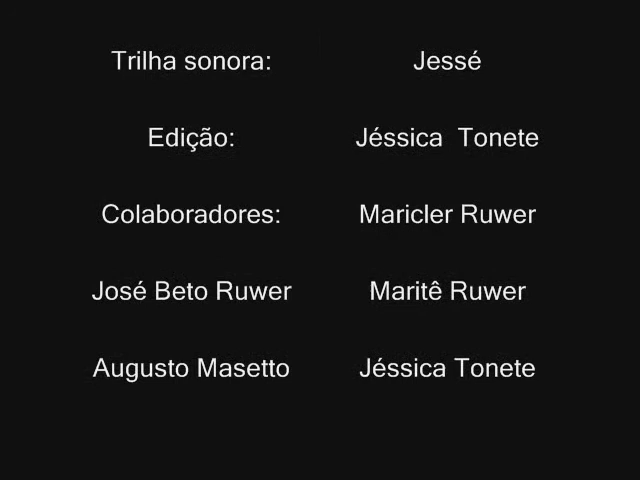 Trilha sonora: Jessé
Edição: Jéssica  Tonete
Colaboradores: Maricler Ruwer
José Beto Ruwer Maritê Ruwer
Augusto Masetto Jéssica Tonete